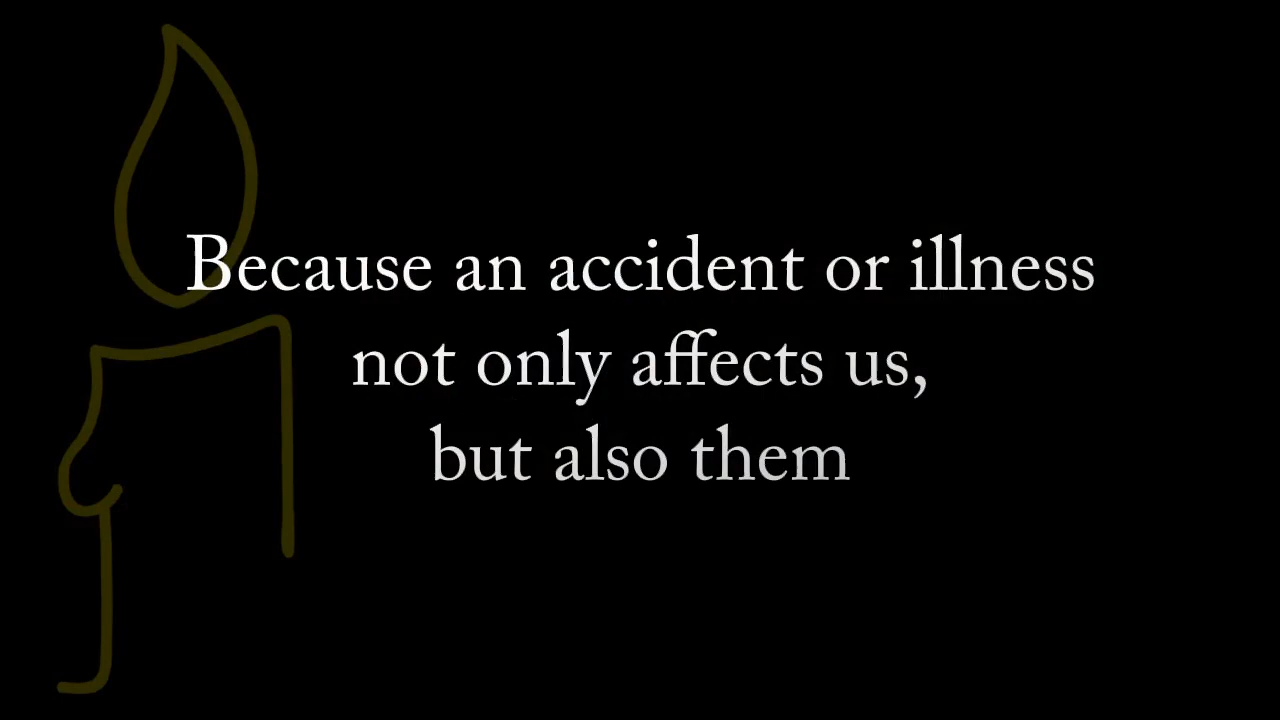 Because an accident or illness
not only affects us,
but also them